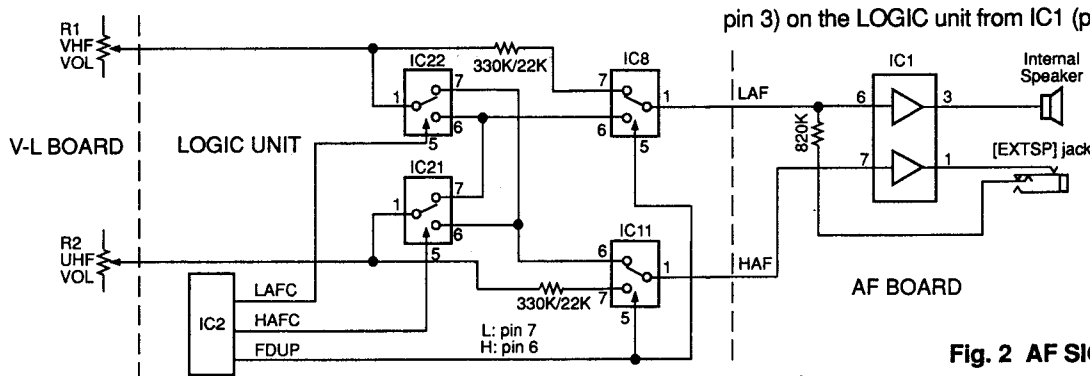 pin 3) on the LOGIC unit from IC1 (p
R1
VHF
VOL
IC22
7
1
6
5
330K/22K
IC8
7
1
6
5
LAF
820K
IC1
6
3
7
1
Internal
Speaker
[EXTSP] jack
V-L BOARD
LOGIC UNIT
IC21
7
1
6
5
R2
UHF
VOL
IC11
6
1
7
5
HAF
330K/22K
AF BOARD
IC2
LAFC
HAFC
FDUP
L: pin 7
H: pin 6
Fig. 2 AF SI